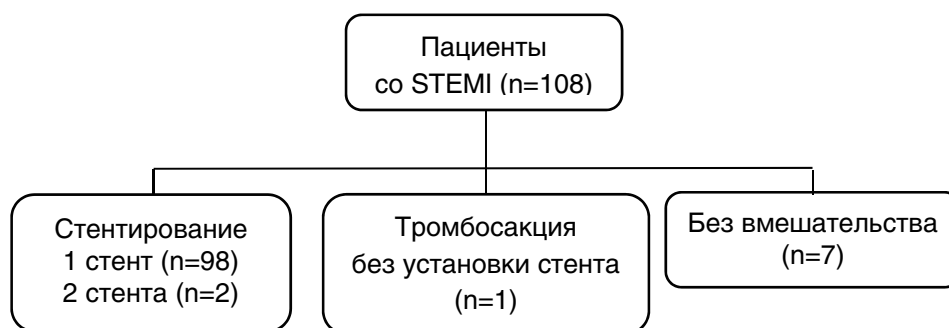 Пациенты
со STEMI (n=108)
Стентирование
1 стент (n=98)
2 стента (n=2)
Тромбосакция
без установки стента
(n=1)
Без вмешательства
(n=7)